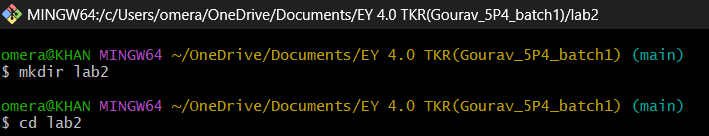 MINGW64:/c/Users/omera/OneDrive/Documents/EY 4.0 TKR(Gourav_5P4_batch1)/lab2
omera@KHAN MINGW64 ~/OneDrive/Documents/EY 4.0 TKR(Gourav_5P4_batch1) (main)
$ mkdir lab2
omera@KHAN MINGW64 ~/OneDrive/Documents/EY 4.0 TKR(Gourav_5P4_batch1) (main)
$ cd lab2